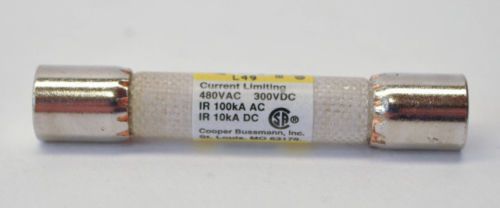 L49
Current Limiting
480VAC 300VDC
IR 100kA AC
IR 10kA DC ®
Cooper Bussmann, Inc.
St. Louis, MO 63178